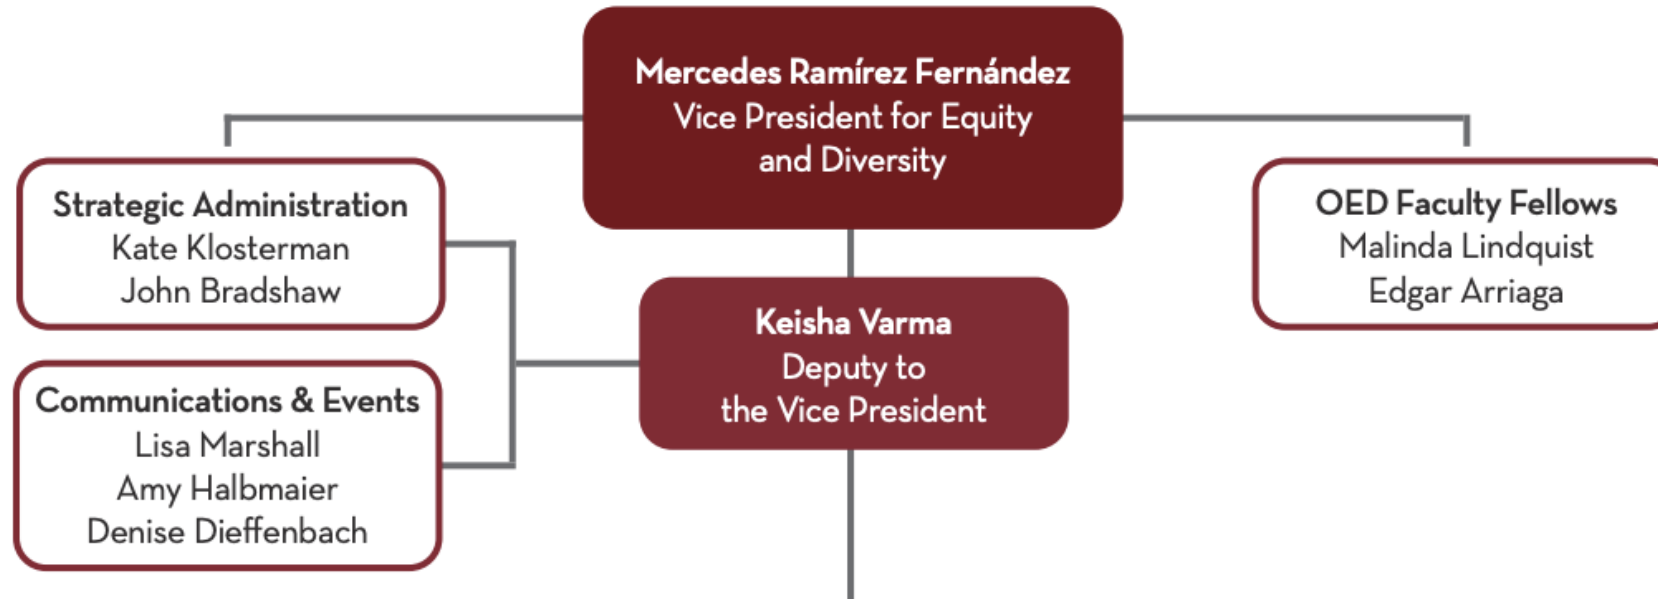 Mercedes Ramírez Fernández
Vice President for Equity
and Diversity
Strategic Administration
Kate Klosterman
John Bradshaw
OED Faculty Fellows
Malinda Lindquist
Edgar Arriaga
Keisha Varma
Deputy to
the Vice President
Communications & Events
Lisa Marshall
Amy Halbmaier
Denise Dieffenbach